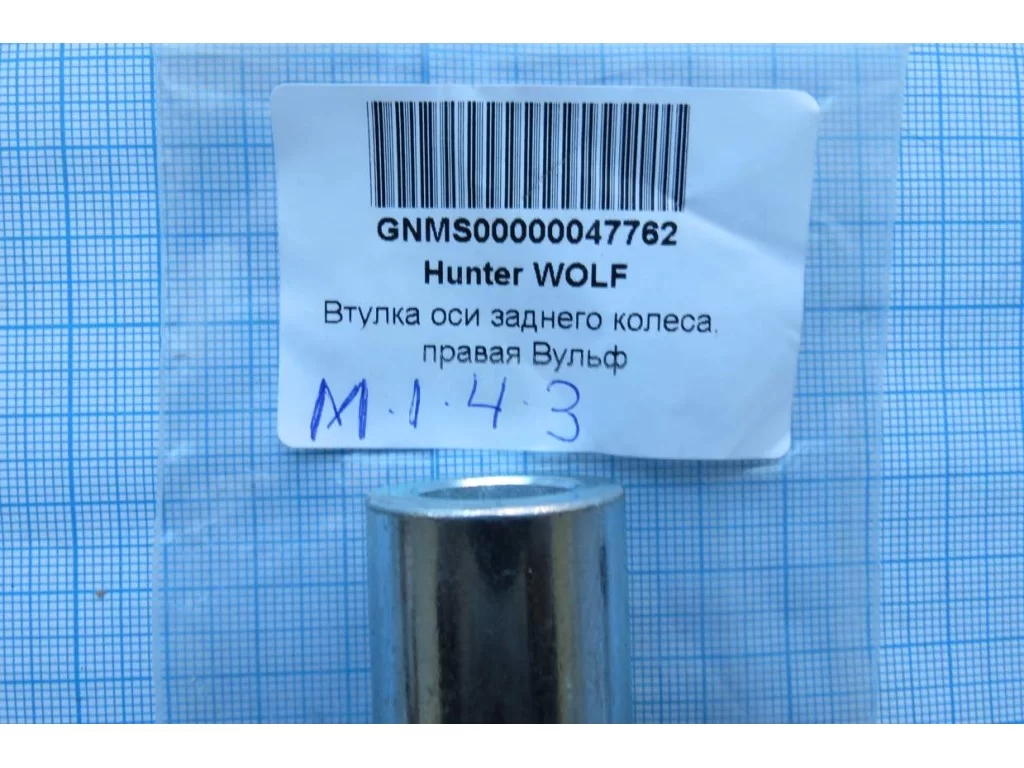 GNMS00000047762
Hunter WOLF
Втулка оси заднего колеса.
правая Вульф
М.1.4.3